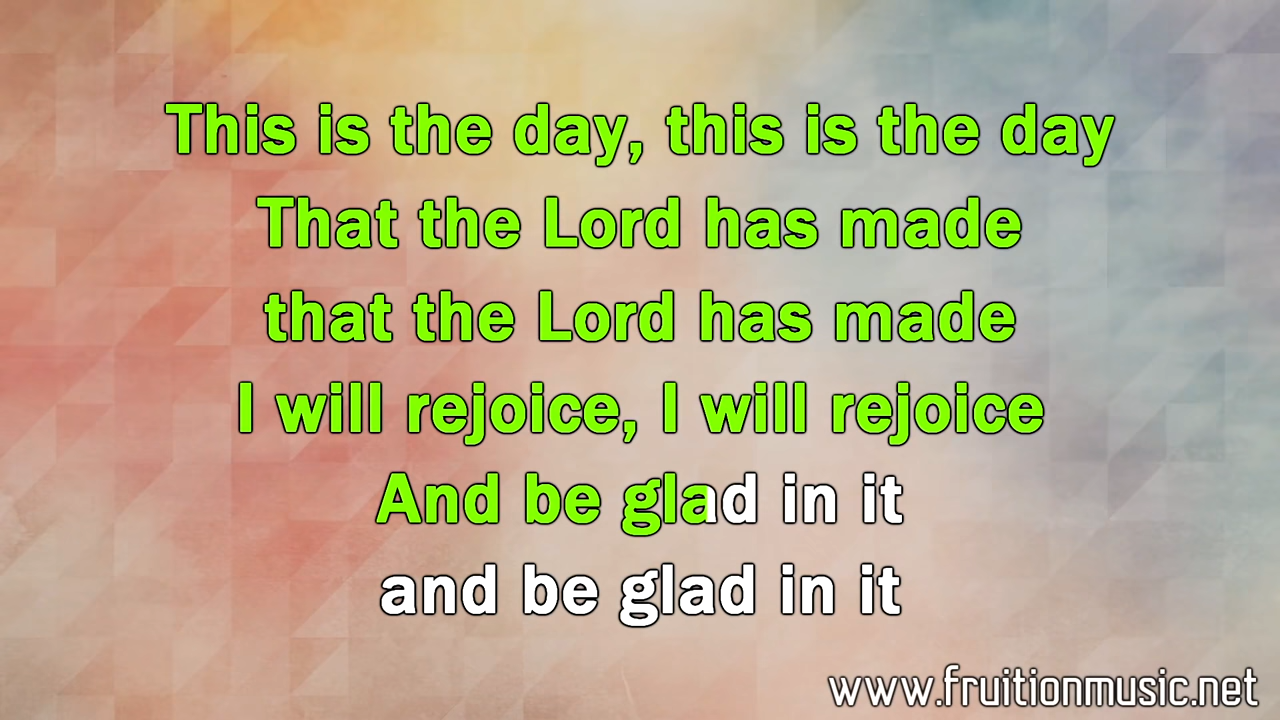 This is the day, this is the day
That the Lord has made
that the Lord has made
I will rejoice, I will rejoice
And be glad in it
and be glad in it
www.fruitionmusic.net